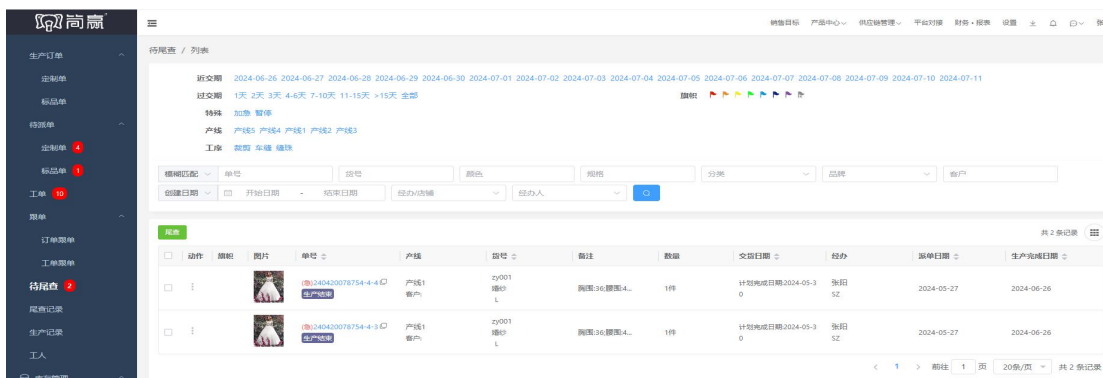 简赢
销售目标 产品中心 供应链管理 平台对接 财务·报表 设置
生产订单
定制单
标品单
待派单
定制单 4
标品单 1
工单 10
跟单
订单跟单
工单跟单
待尾查 2
尾查记录
生产记录
工人
待尾查 / 列表
近交期 2024-06-26 2024-06-27 2024-06-28 2024-06-29 2024-06-30 2024-07-01 2024-07-02 2024-07-03 2024-07-04 2024-07-05 2024-07-06 2024-07-07 2024-07-08 2024-07-09 2024-07-10 2024-07-11
过交期 1天 2天 3天 4-6天 7-10天 11-15天 >15天 全部 旗帜
特殊 加急 暂停
产线 产线5 产线4 产线1 产线2 产线3
工序 裁剪 车缝 缝珠
模糊匹配 单号 货号 颜色 规格 分类 品牌 客户
创建日期 开始日期 - 结束日期 经办/店铺 经办人
尾查 共 2 条记录
动作 旗帜 图片 单号 产线 货号 备注 数量 交货日期 经办 派单日期 生产完成日期
(急)240420078754-4-4 生产结束 产线1 客户: zy001 婚纱 L 胸围:36;腰围:4... 1件 计划完成日期:2024-05-30 张阳 SZ 2024-05-27 2024-06-26
(急)240420078754-4-3 生产结束 产线1 客户: zy001 婚纱 L 胸围:36;腰围:4... 1件 计划完成日期:2024-05-30 张阳 SZ 2024-05-27 2024-06-26
< 1 > 前往 1 页 20条/页 共 2 条记录